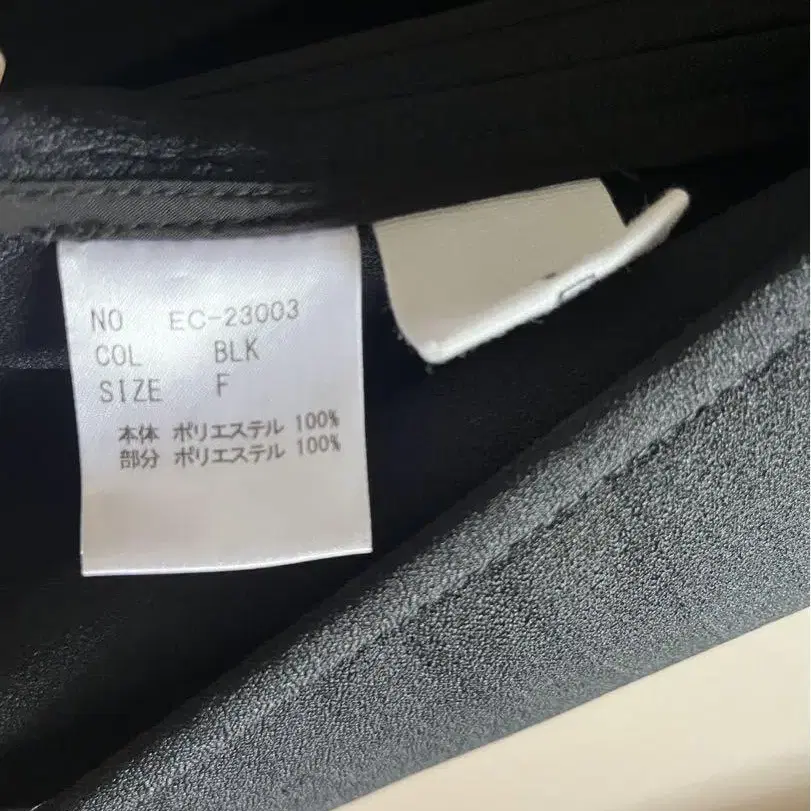 NO EC-23003
COL BLK
SIZE F
本体 ポリエステル 100%
部分 ポリエステル 100%